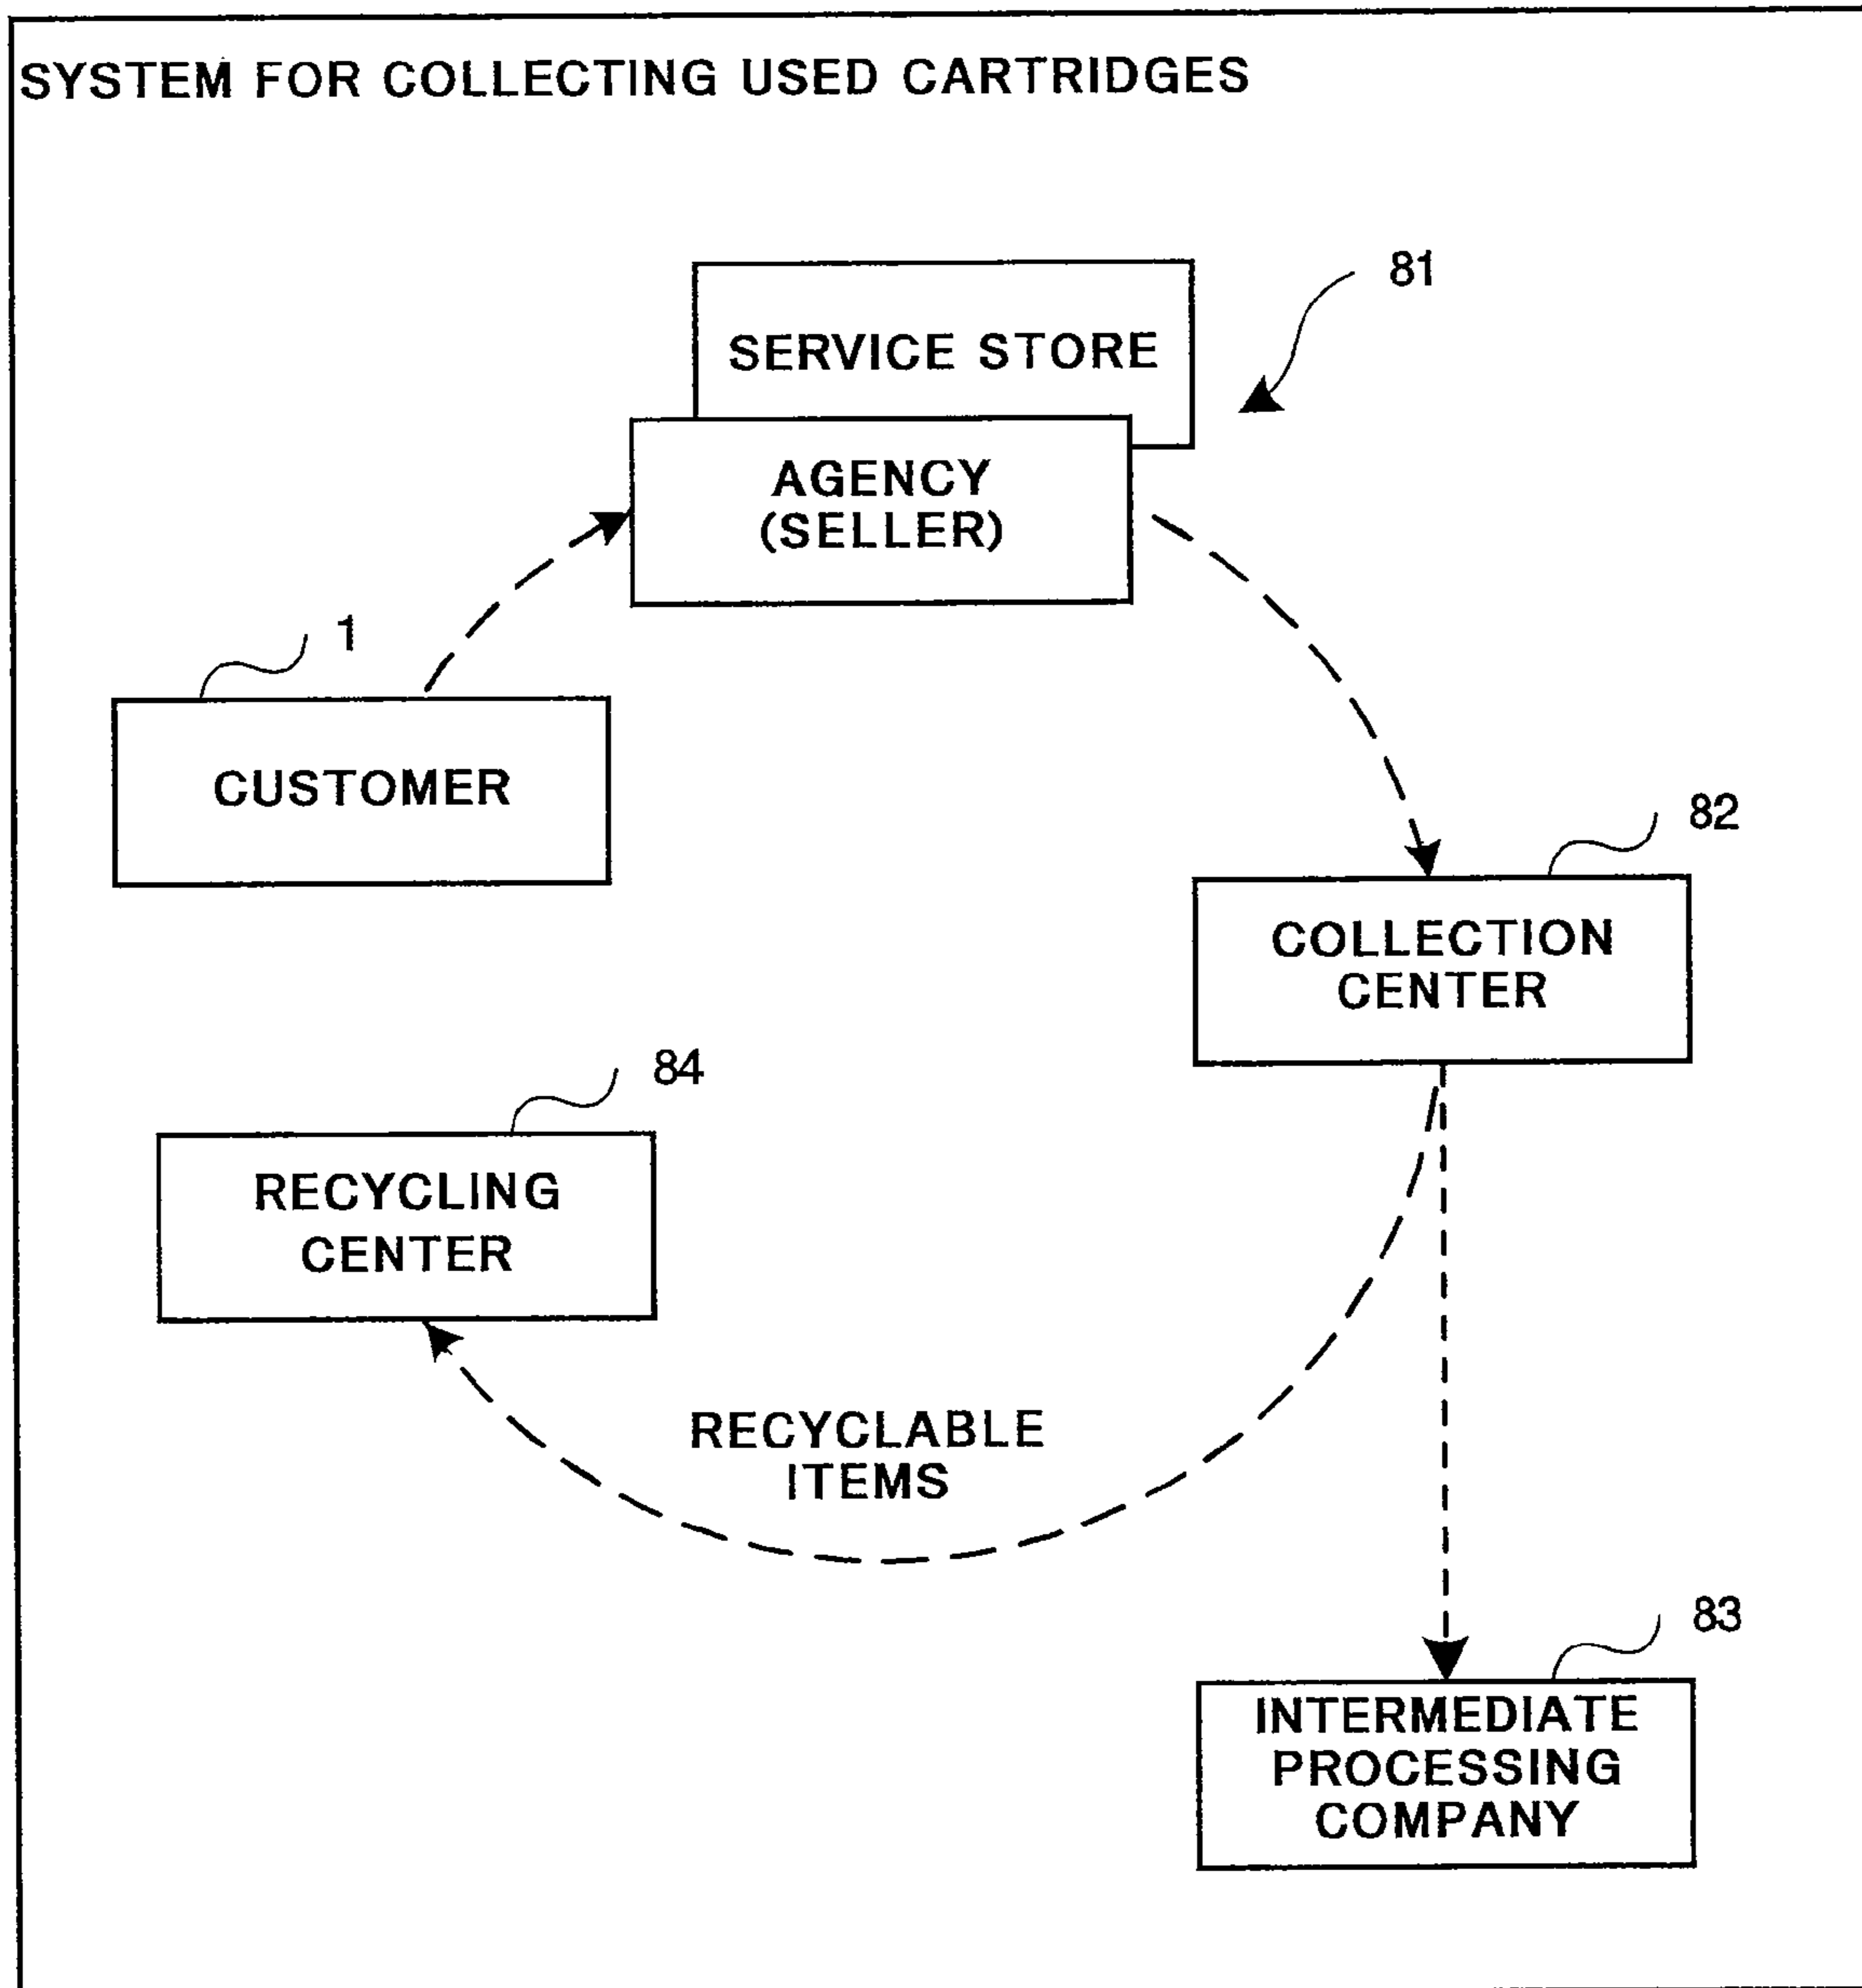 SYSTEM FOR COLLECTING USED CARTRIDGES
81
SERVICE STORE
AGENCY
(SELLER)
1
CUSTOMER
82
COLLECTION
CENTER
84
RECYCLING
CENTER
RECYCLABLE
ITEMS
83
INTERMEDIATE
PROCESSING
COMPANY